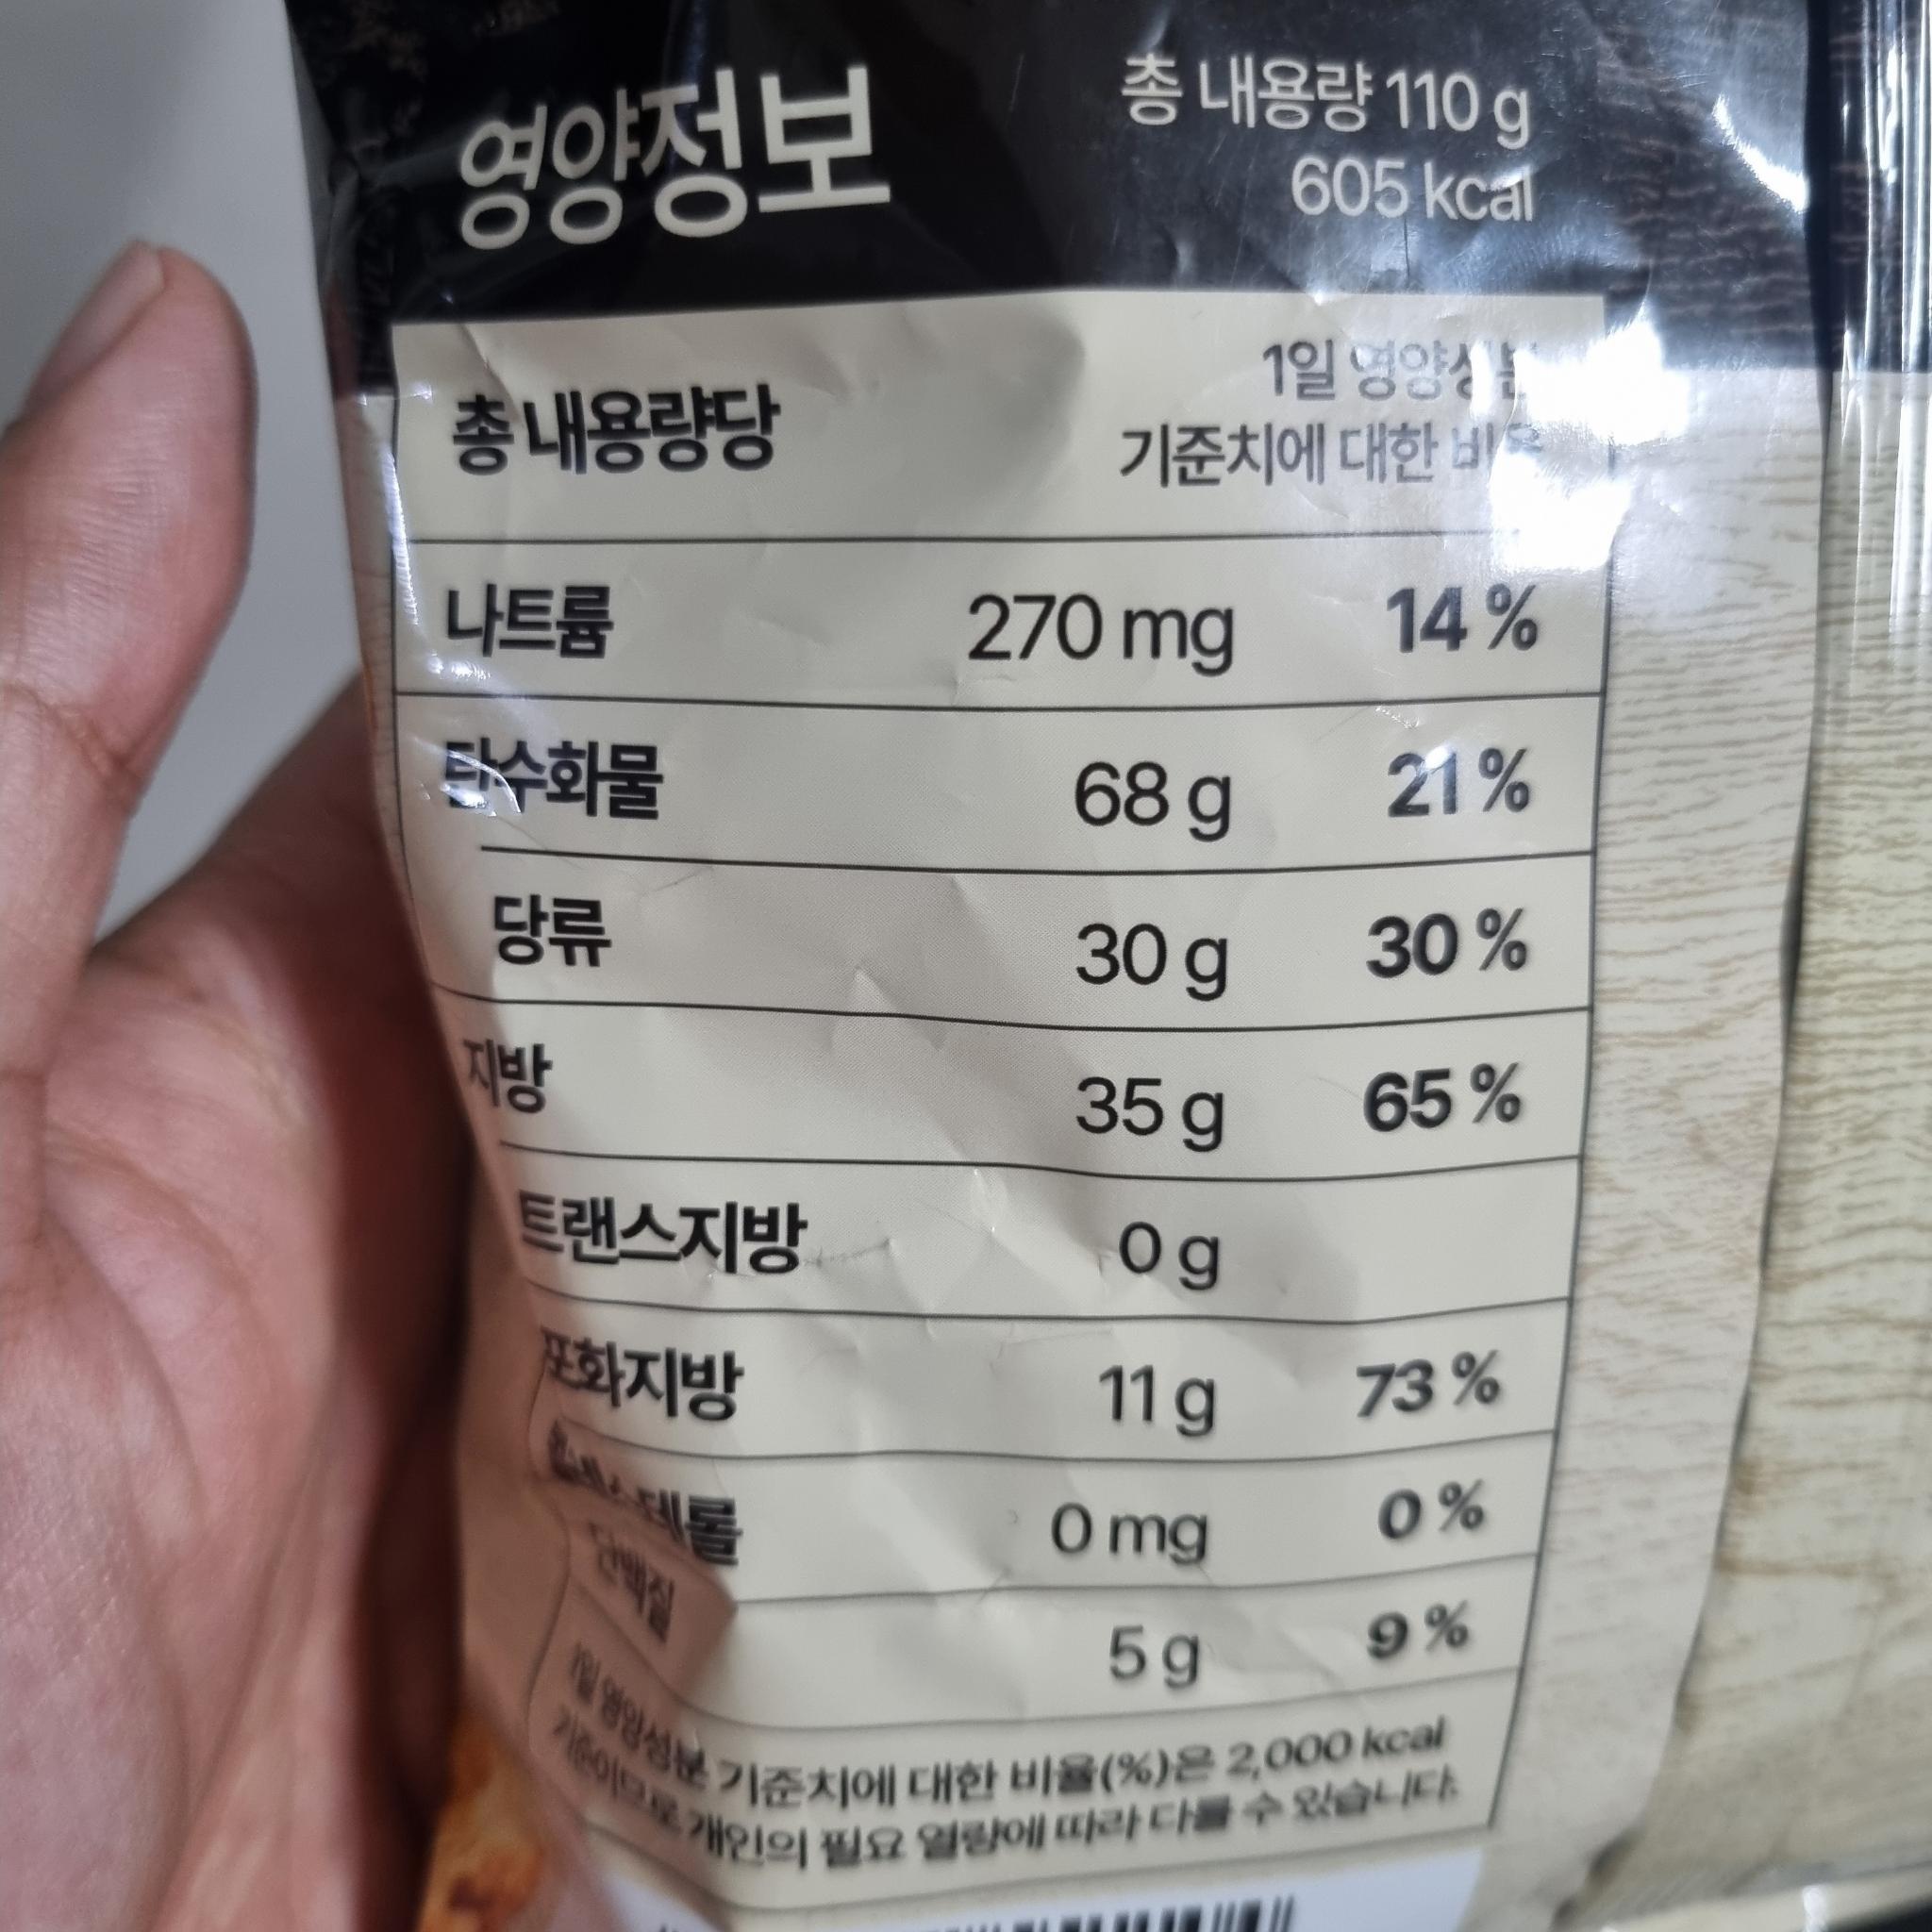 영양정보
총 내용량 110 g
605 kcal
총 내용량당
1일 영양성분
기준치에 대한 비율
나트륨 270 mg 14 %
탄수화물 68 g 21 %
당류 30 g 30 %
지방 35 g 65 %
트랜스지방 0 g
포화지방 11 g 73 %
콜레스테롤 0 mg 0 %
단백질 5 g 9 %
1일 영양성분 기준치에 대한 비율(%)은 2,000 kcal
기준이므로 개인의 필요 열량에 따라 다를 수 있습니다.